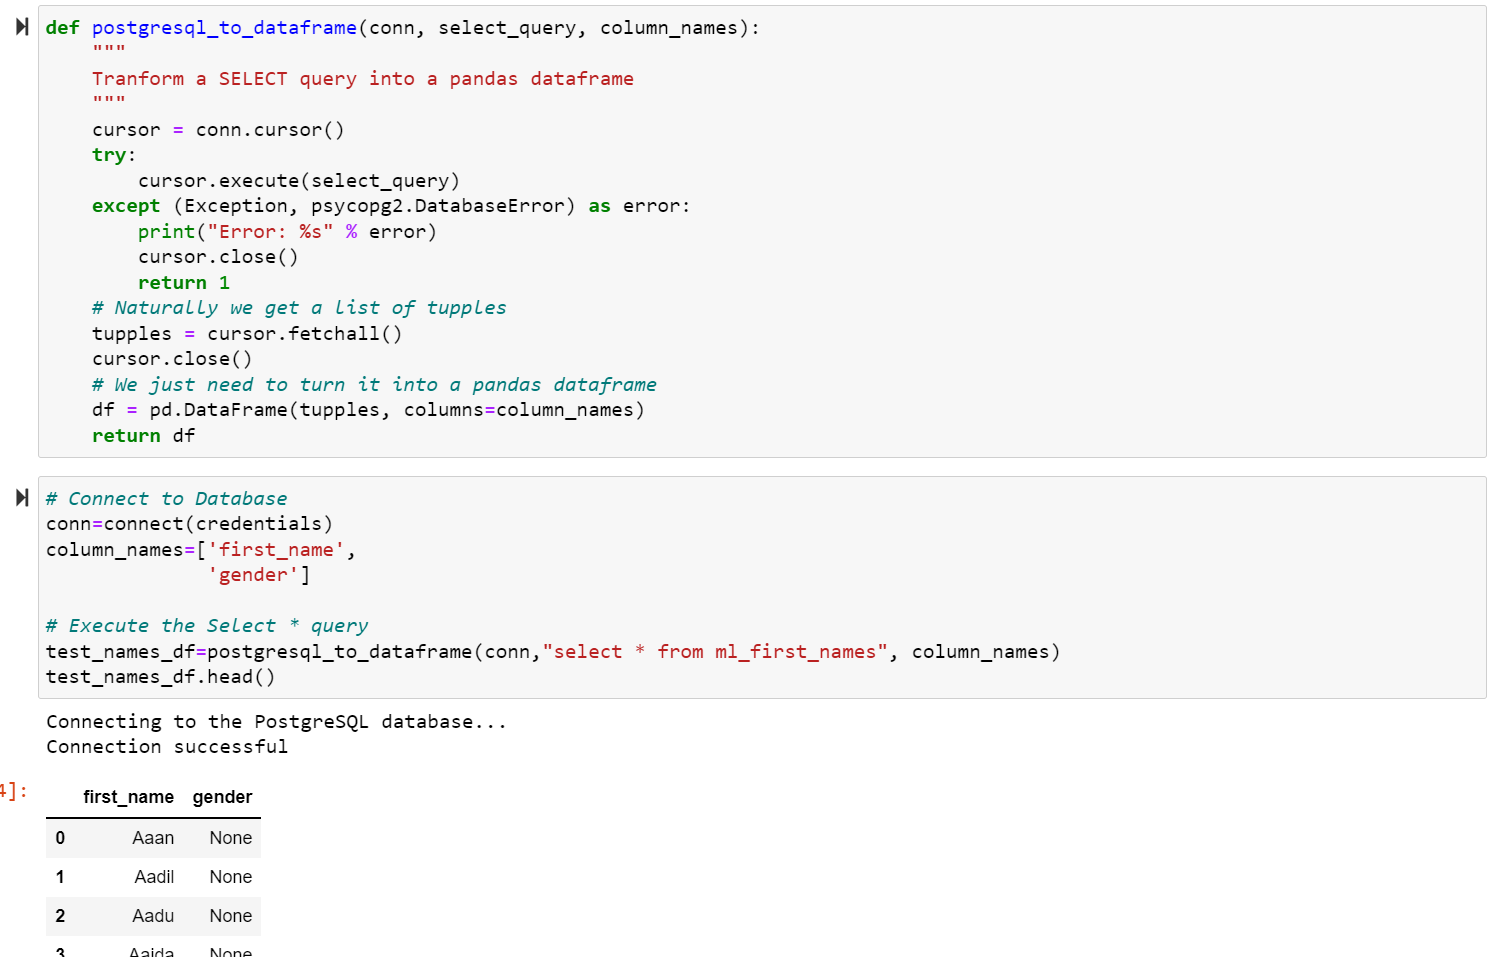 def postgresql_to_dataframe(conn, select_query, column_names):
    """
    Tranform a SELECT query into a pandas dataframe
    """
    cursor = conn.cursor()
    try:
        cursor.execute(select_query)
    except (Exception, psycopg2.DatabaseError) as error:
        print("Error: %s" % error)
        cursor.close()
        return 1
    # Naturally we get a list of tupples
    tupples = cursor.fetchall()
    cursor.close()
    # We just need to turn it into a pandas dataframe
    df = pd.DataFrame(tupples, columns=column_names)
    return df
# Connect to Database
conn=connect(credentials)
column_names=['first_name',
              'gender']
# Execute the Select * query
test_names_df=postgresql_to_dataframe(conn,"select * from ml_first_names", column_names)
test_names_df.head()
Connecting to the PostgreSQL database...
Connection successful
4]:
first_name gender
0 Aaan None
1 Aadil None
2 Aadu None
3 Aaida None